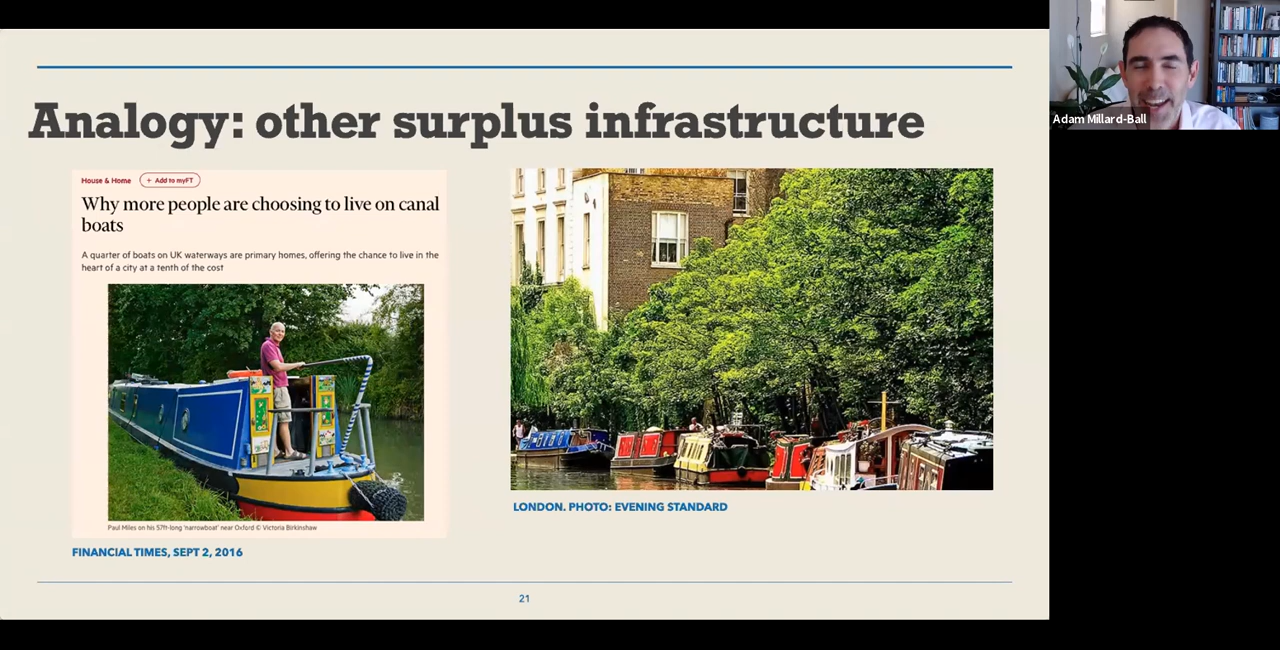 Analogy: other surplus infrastructure
House & Home
+ Add to myFT
Why more people are choosing to live on canal
boats
A quarter of boats on UK waterways are primary homes, offering the chance to live in the
heart of a city at a tenth of the cost
Paul Miles on his 57ft-long 'narrowboat' near Oxford © Victoria Birkinshaw
FINANCIAL TIMES, SEPT 2, 2016
LONDON. PHOTO: EVENING STANDARD
21
Adam Millard-Ball